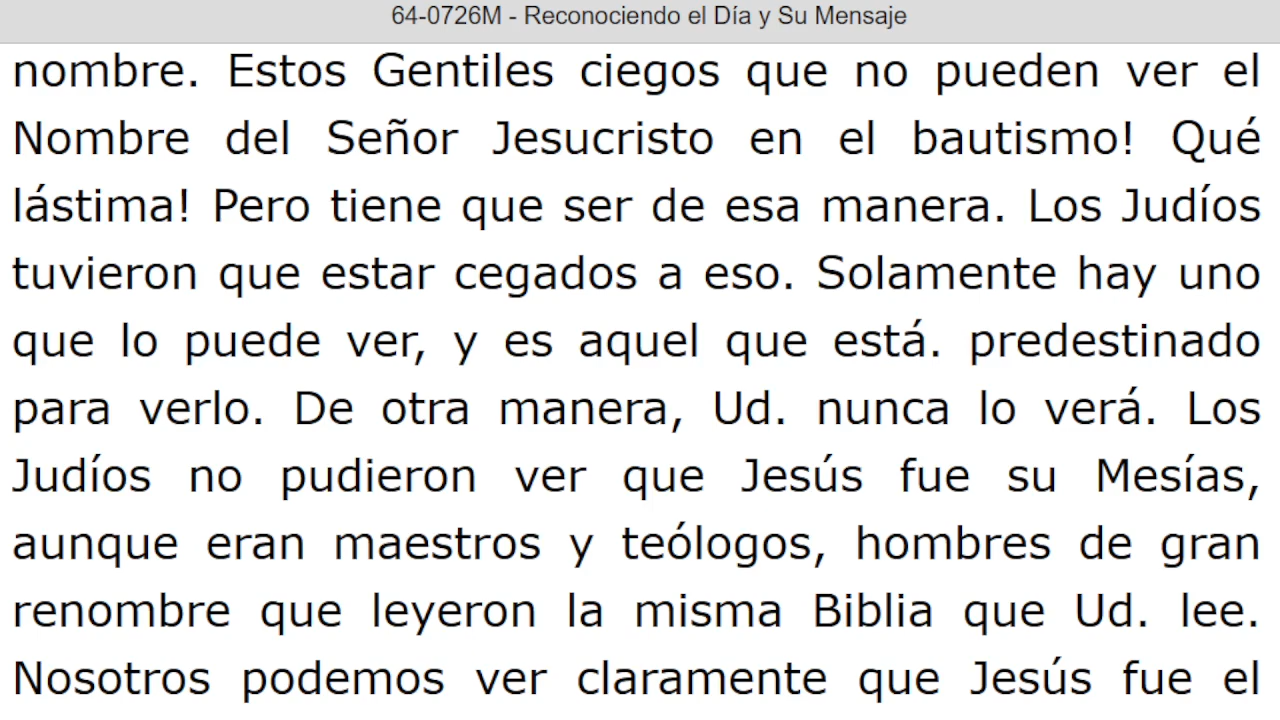 64-0726M - Reconociendo el Día y Su Mensaje
nombre. Estos Gentiles ciegos que no pueden ver el
Nombre del Señor Jesucristo en el bautismo! Qué
lástima! Pero tiene que ser de esa manera. Los Judíos
tuvieron que estar cegados a eso. Solamente hay uno
que lo puede ver, y es aquel que está. predestinado
para verlo. De otra manera, Ud. nunca lo verá. Los
Judíos no pudieron ver que Jesús fue su Mesías,
aunque eran maestros y teólogos, hombres de gran
renombre que leyeron la misma Biblia que Ud. lee.
Nosotros podemos ver claramente que Jesús fue el